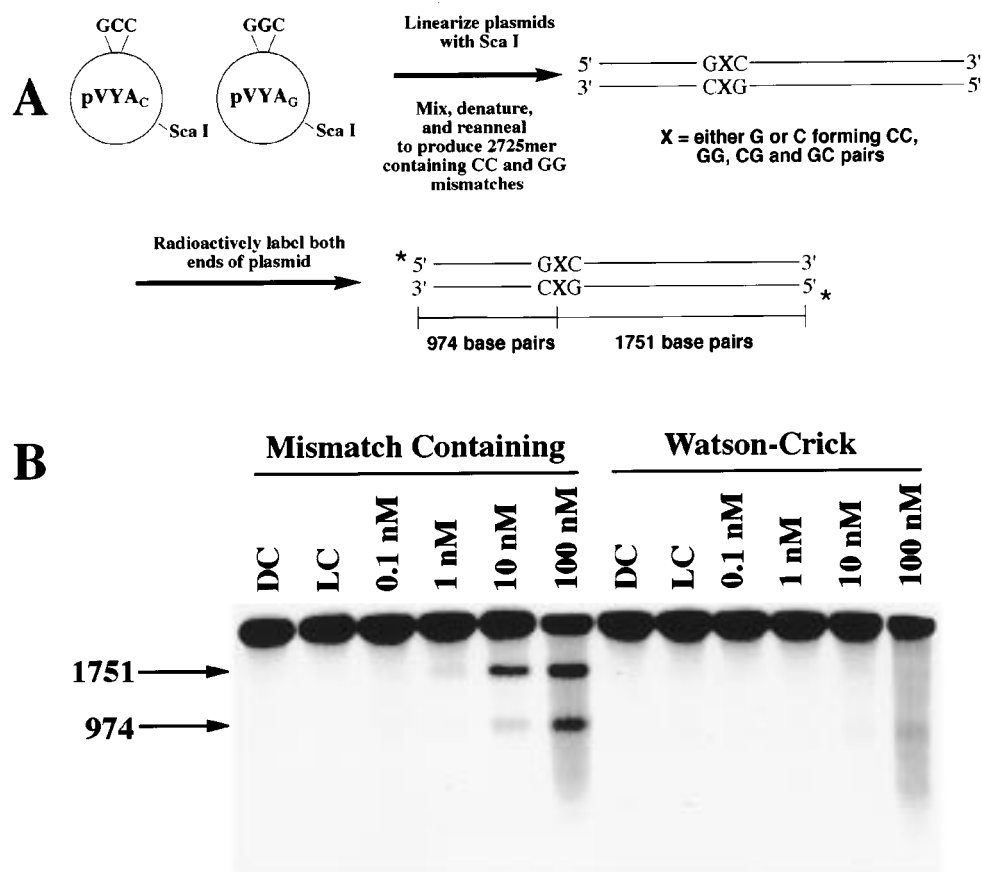 A
GCC
GGC
pVYAC
pVYAG
Sca I
Sca I
Linearize plasmids
with Sca I
Mix, denature,
and reanneal
to produce 2725mer
containing CC and GG
mismatches
5' GXC 3'
3' CXG 5'
X = either G or C forming CC,
GG, CG and GC pairs
Radioactively label both
ends of plasmid
* 5' GXC 3'
3' CXG 5' *
974 base pairs
1751 base pairs
B
Mismatch Containing
Watson-Crick
DC
LC
0.1 nM
1 nM
10 nM
100 nM
DC
LC
0.1 nM
1 nM
10 nM
100 nM
1751
974